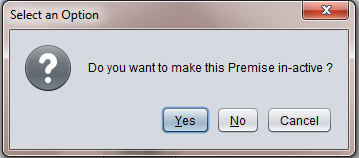 Select an Option
Do you want to make this Premise in-active ?
Yes
No
Cancel